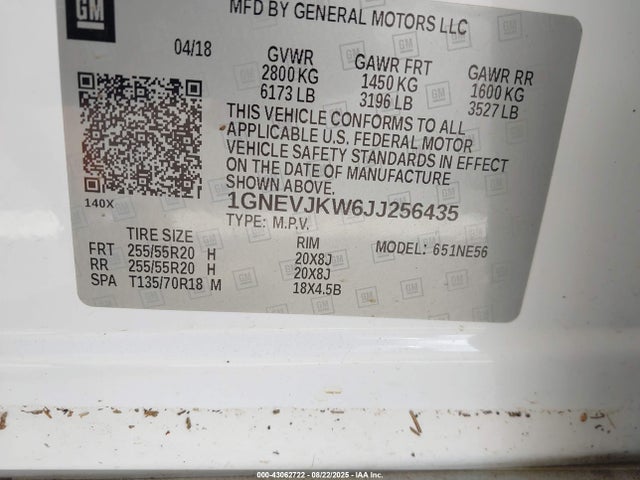 GM
MFD BY GENERAL MOTORS LLC
04/18
GVWR GAWR FRT GAWR RR
2800 KG 1450 KG 1600 KG
6173 LB 3196 LB 3527 LB
THIS VEHICLE CONFORMS TO ALL
APPLICABLE U.S. FEDERAL MOTOR
VEHICLE SAFETY STANDARDS IN EFFECT
ON THE DATE OF MANUFACTURE
SHOWN ABOVE.
140X
1GNEVJKW6JJ256435
TYPE: M.P.V.
TIRE SIZE RIM MODEL: 651NE56
FRT 255/55R20 H 20X8J
RR 255/55R20 H 20X8J
SPA T135/70R18 M 18X4.5B
000-43062722 - 08/22/2025 - IAA Inc.